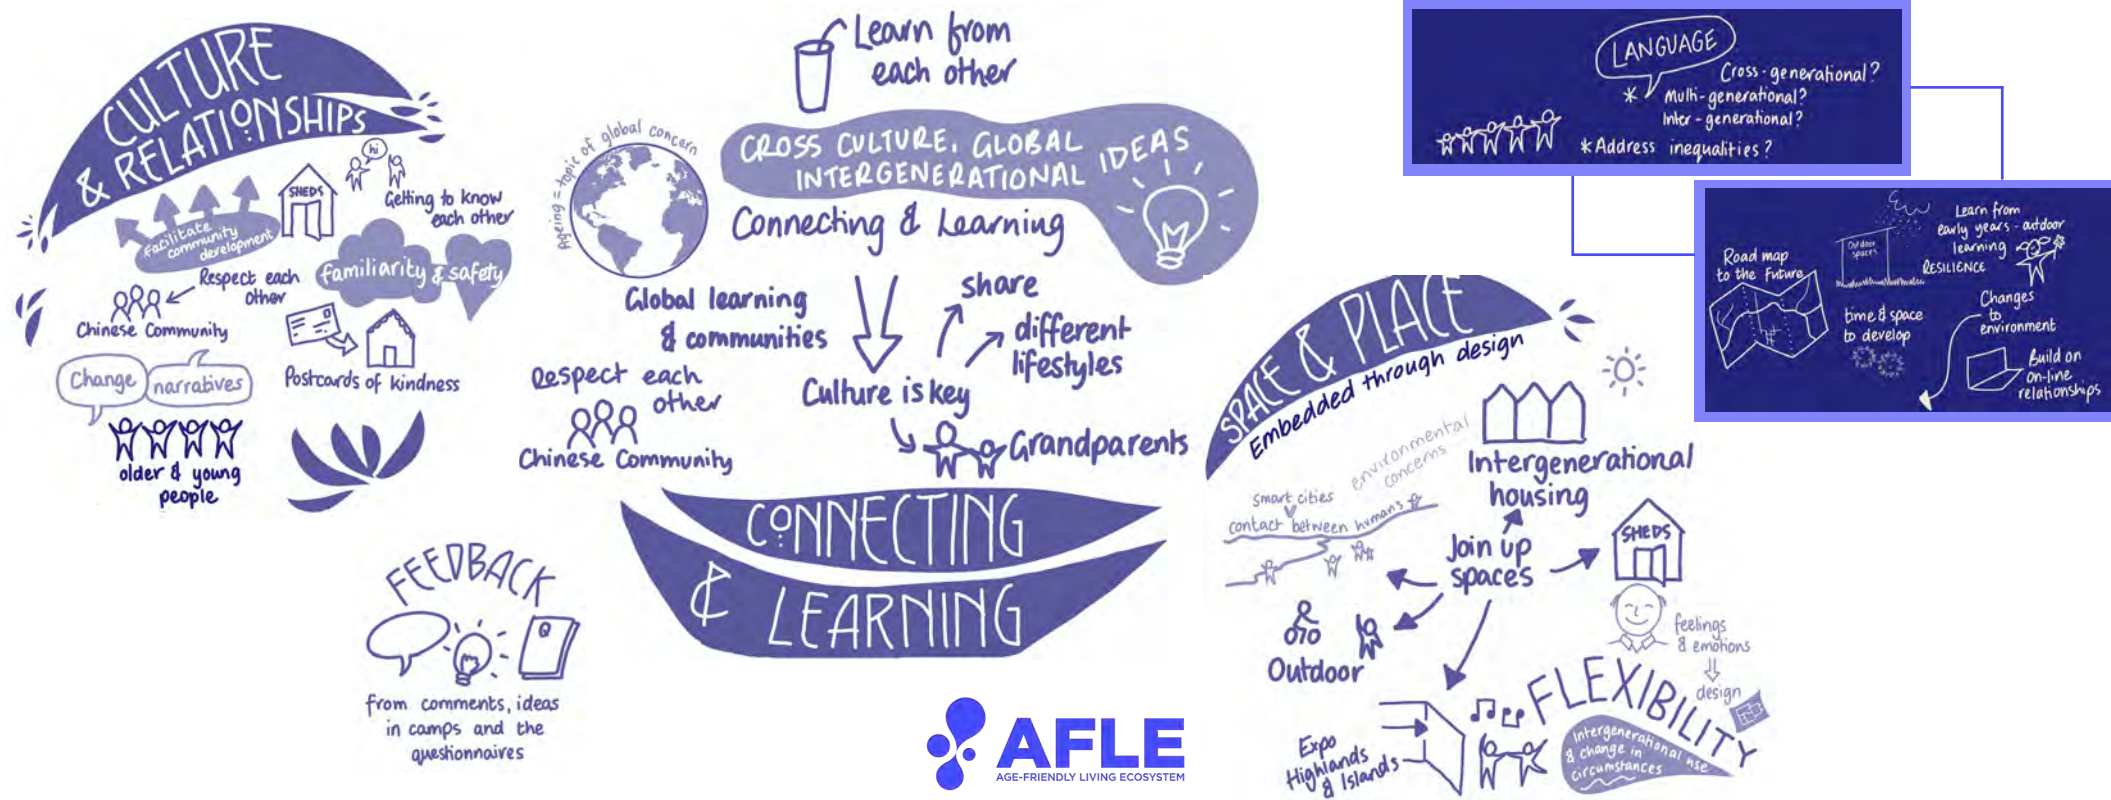 CULTURE
& RELATIONSHIPS
hi
SHEDS
Getting to know
each other
Facilitate
community
development
familiarity & safety
Respect each
other
Chinese Community
Postcards of kindness
Change
narratives
older & young
people
FEEDBACK
from comments, ideas
in camps and the
questionnaires
Learn from
each other
Ageing = topic of global concern
CROSS CULTURE, GLOBAL
INTERGENERATIONAL
IDEAS
Connecting & Learning
Global learning
& communities
share
different
lifestyles
Respect each
other
Chinese Community
Culture is key
Grandparents
CONNECTING
& LEARNING
AFLE
AGE-FRIENDLY LIVING ECOSYSTEM
SPACE & PLACE
Embedded through design
environmental
concerns
smart cities
contact between humans
Intergenerational
housing
Join up
spaces
SHEDS
Outdoor
feelings
& emotions
design
FLEXIBILITY
Intergenerational use
& change in
circumstances
Expo
Highlands
& Islands
LANGUAGE
Cross-generational?
* Multi-generational?
Inter-generational?
* Address inequalities?
Road map
to the Future
Outdoor
spaces
Learn from
early years - outdoor
learning
RESILIENCE
time & space
to develop
Changes
to
environment
Build on
on-line
relationships